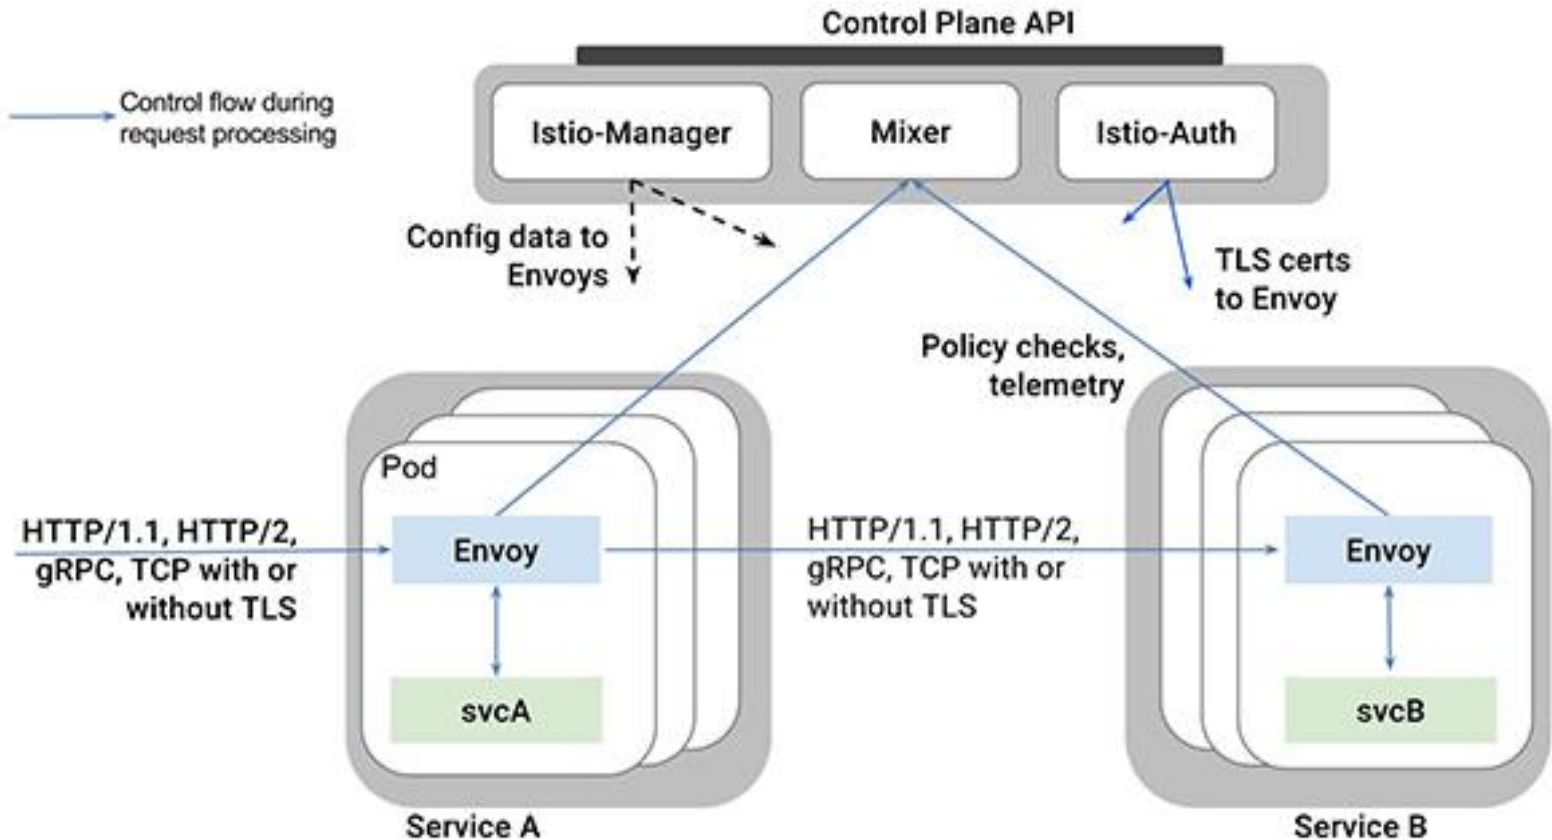 Control Plane API
Control flow during
request processing
Istio-Manager
Mixer
Istio-Auth
Config data to
Envoys
TLS certs
to Envoy
Policy checks,
telemetry
Pod
HTTP/1.1, HTTP/2,
gRPC, TCP with or
without TLS
Envoy
HTTP/1.1, HTTP/2,
gRPC, TCP with or
without TLS
Envoy
svcA
svcB
Service A
Service B